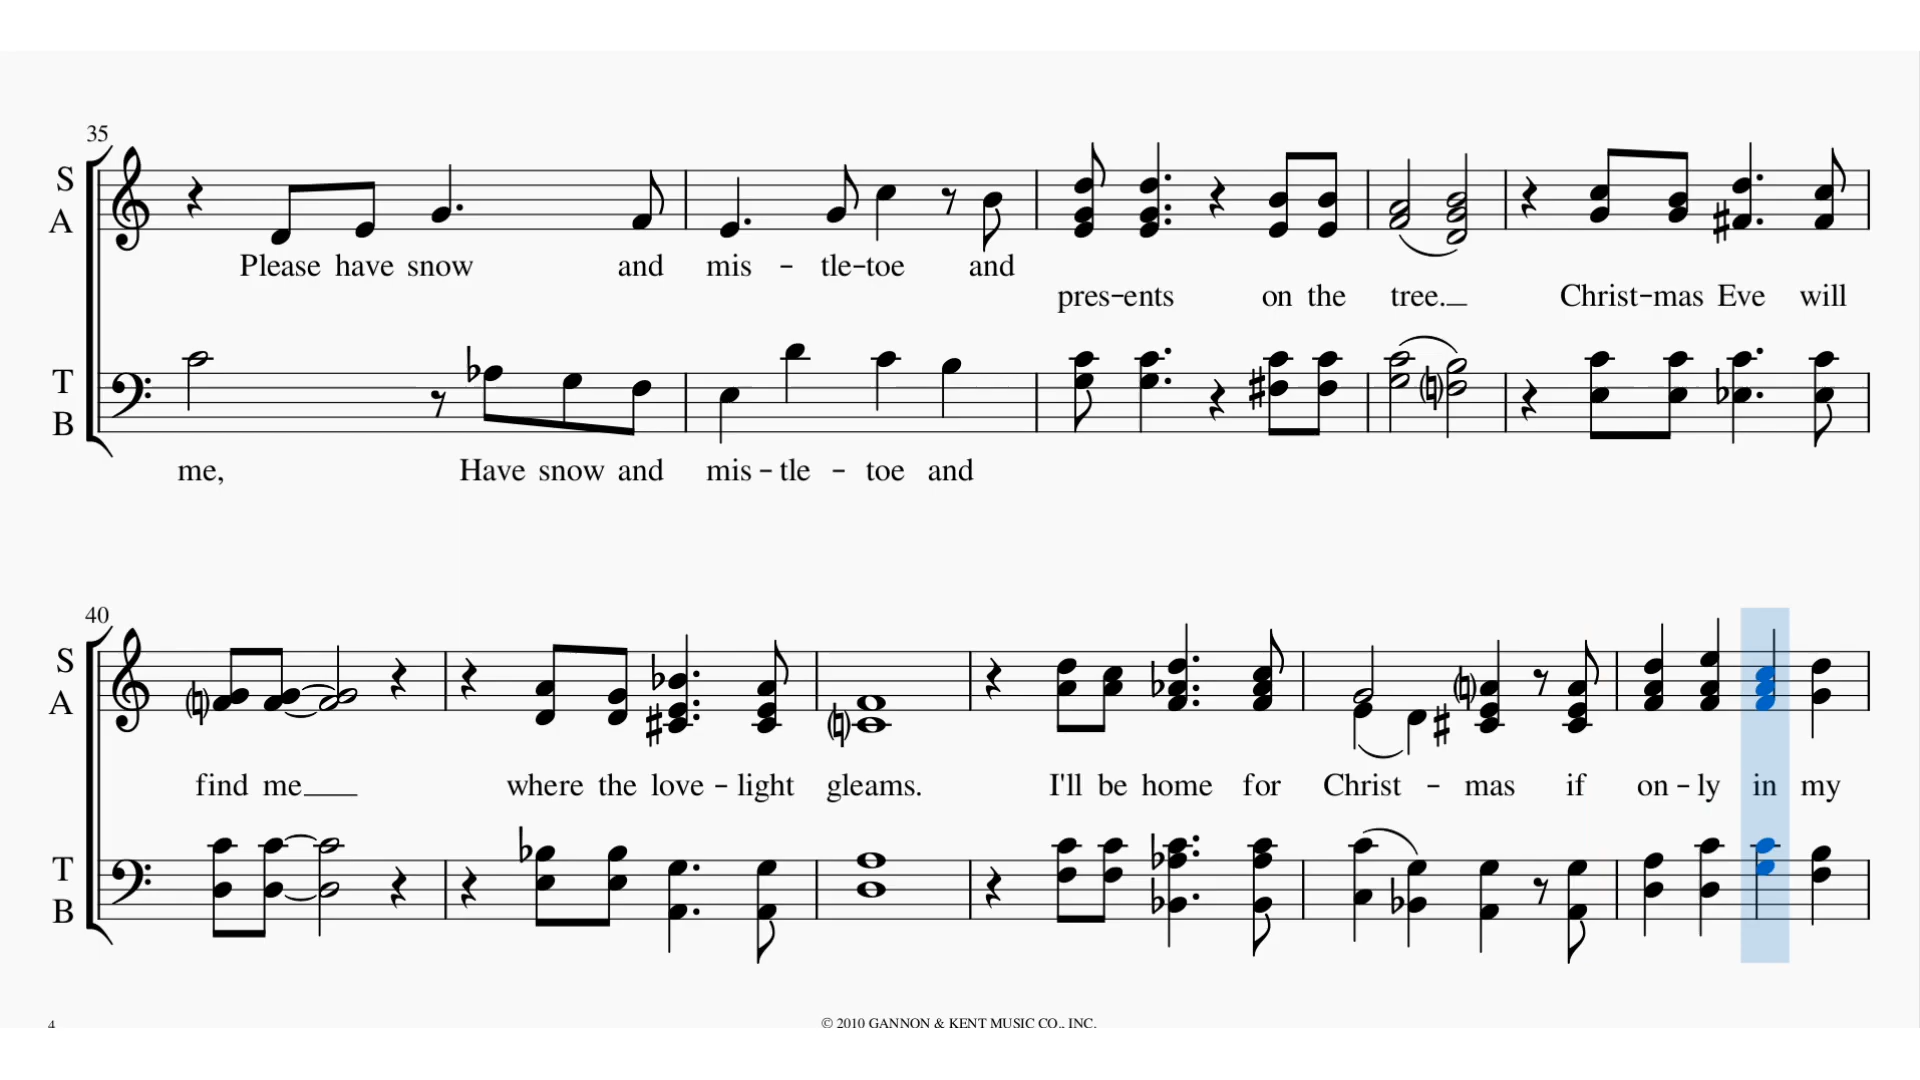 35
S
A
Please have snow and mis - tle-toe and
pres-ents on the tree. Christ-mas Eve will
T
B
me, Have snow and mis - tle - toe and
40
S
A
find me where the love - light gleams. I'll be home for Christ - mas if on - ly in my
T
B
4
© 2010 GANNON & KENT MUSIC CO., INC.